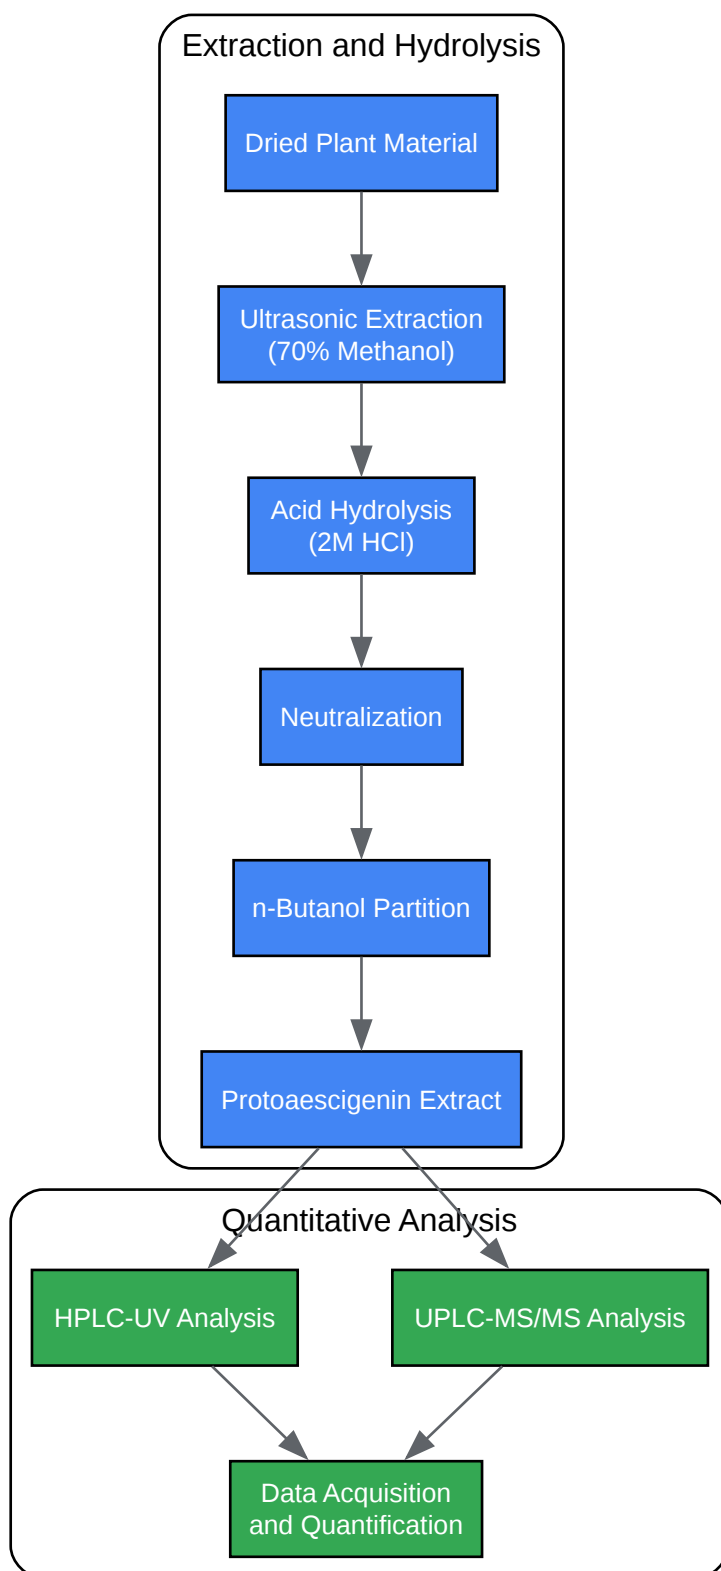 Extraction and Hydrolysis
Dried Plant Material
Ultrasonic Extraction
(70% Methanol)
Acid Hydrolysis
(2M HCl)
Neutralization
n-Butanol Partition
Protoaescigenin Extract
Quantitative Analysis
HPLC-UV Analysis
UPLC-MS/MS Analysis
Data Acquisition
and Quantification